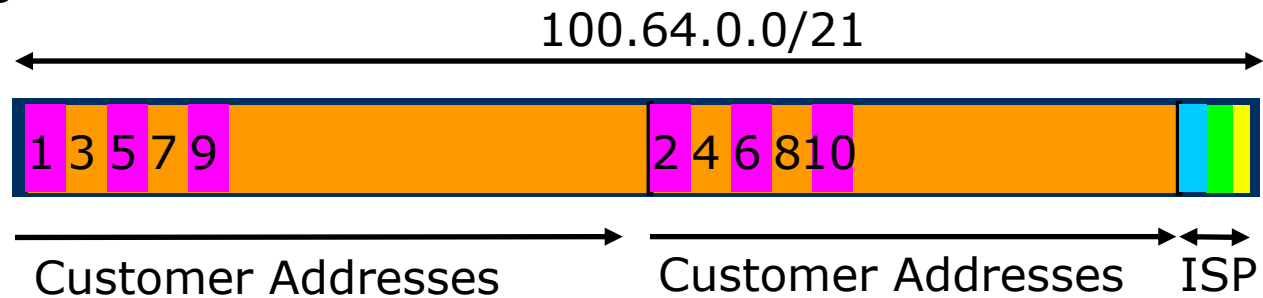 100.64.0.0/21
1 3 5 7 9 2 4 6 8 10
Customer Addresses Customer Addresses ISP